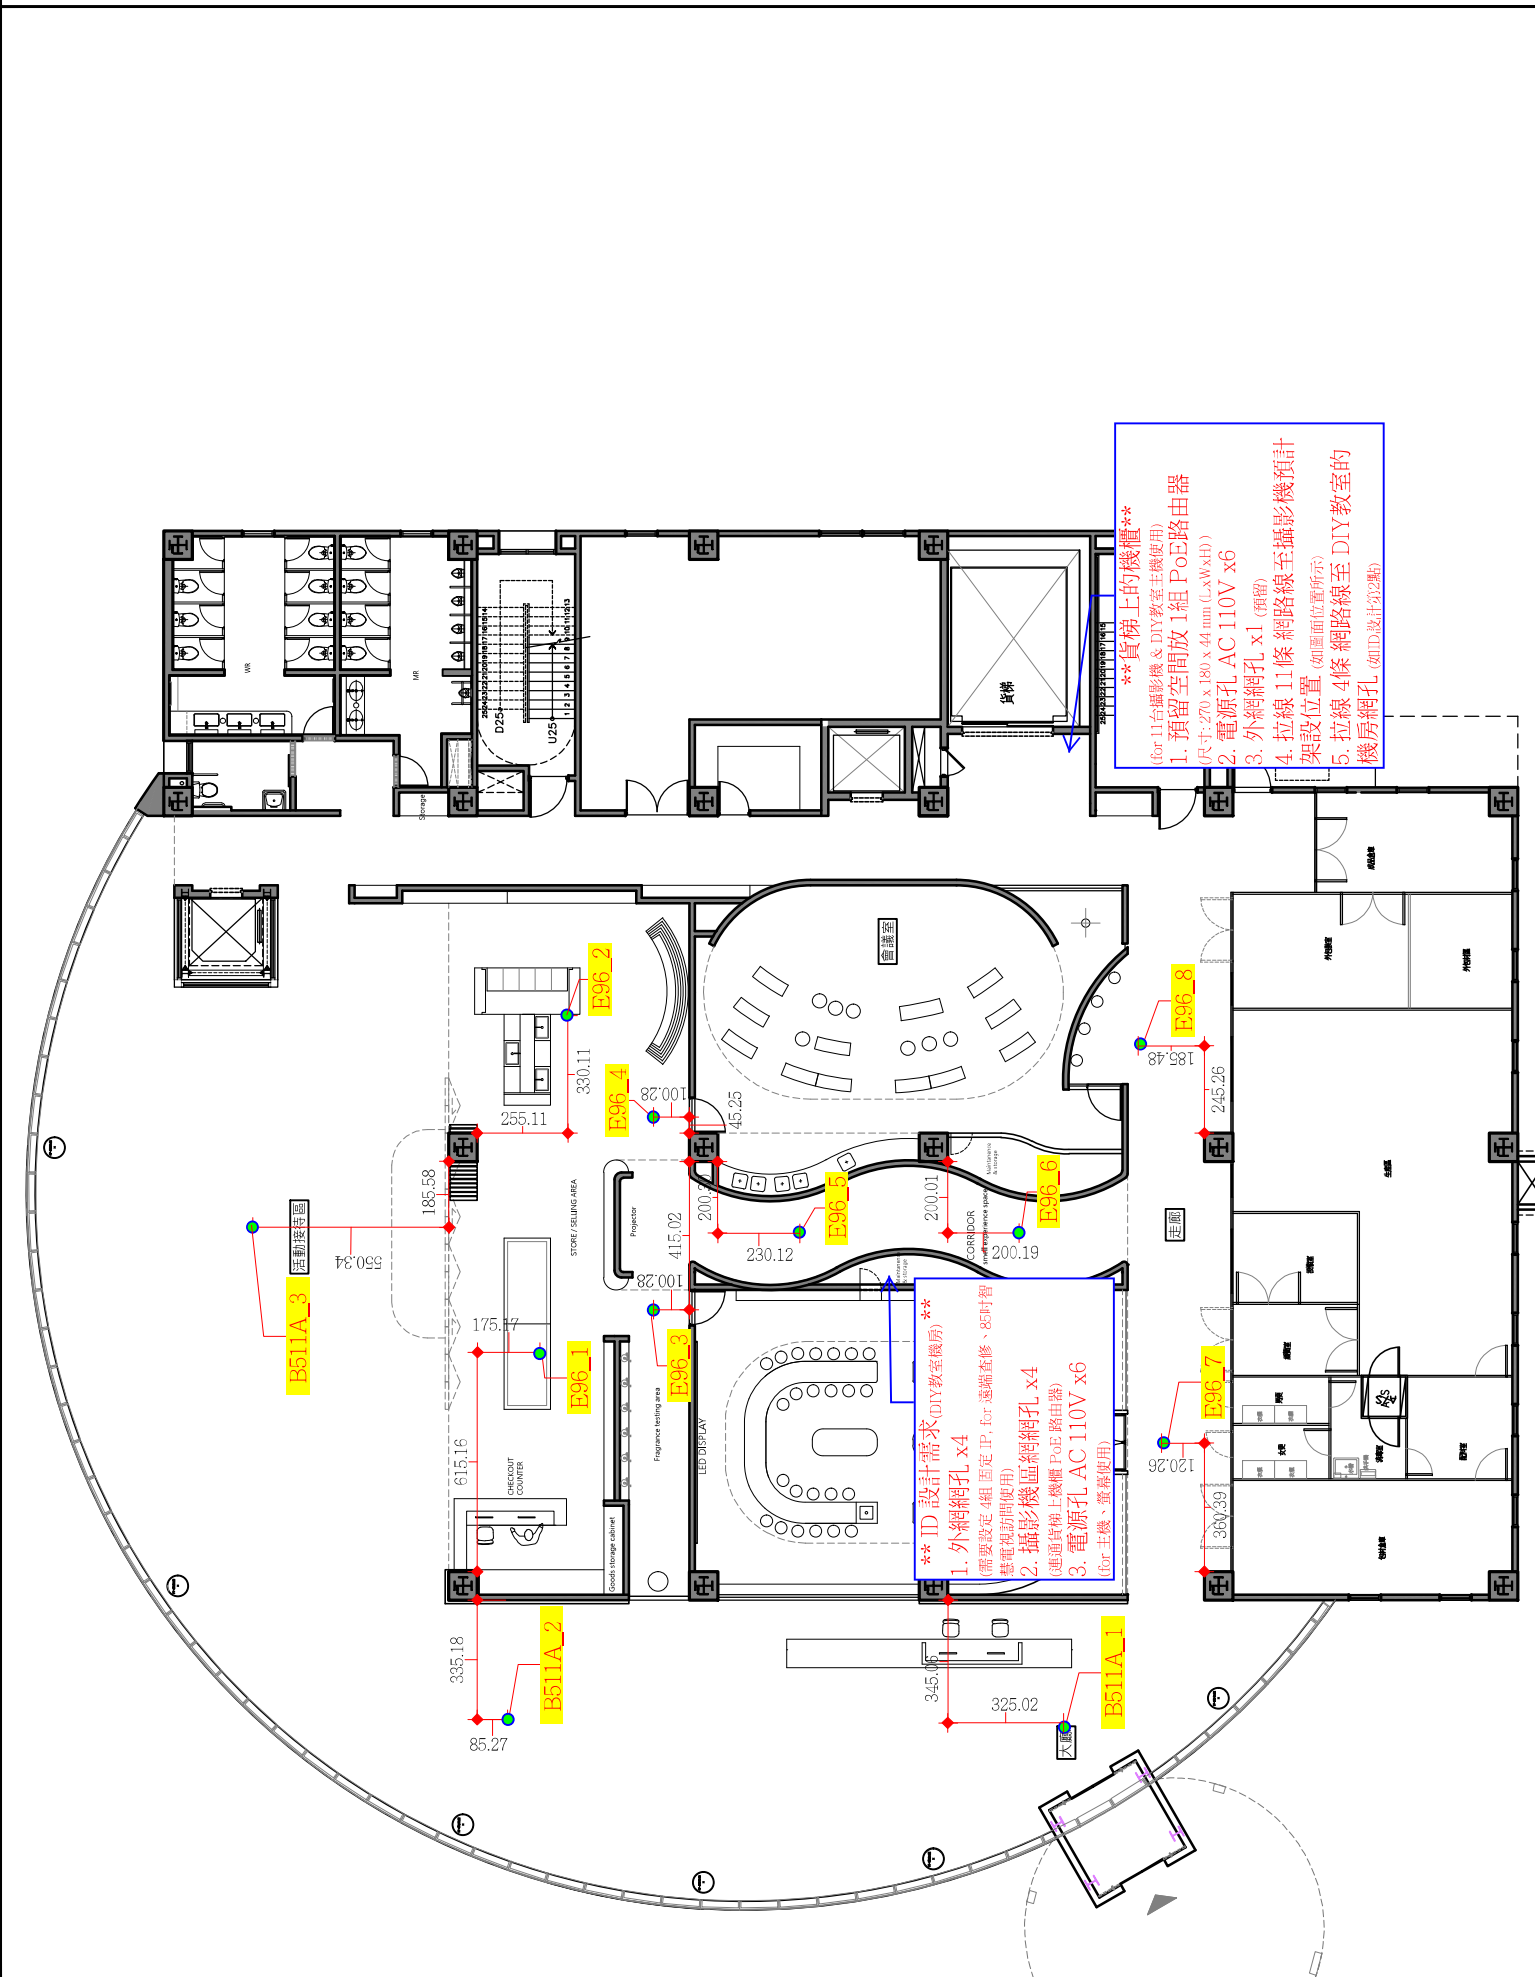 **貨梯上的機櫃**
(for 11台攝影機 & DIY教室主機使用)
1. 預留空間放 1組 PoE路由器
(尺寸: 270 x 180 x 44 mm (LxWxH))
2. 電源孔 AC 110V x6
3. 外網網孔 x1 (預留)
4. 拉線 11條 網路線至攝影機預計
架設位置 (如圖面位置所示)
5. 拉線 4條 網路線至 DIY教室的
機房網孔 (如ID設計的第2點)
** ID 設計需求(DIY教室機房) **
1. 外網網孔 x4
(需要設定 4組 固定 IP, for 遠端查修、85吋智
慧電視訪問使用)
2. 攝影機區網網孔 x4
(連通貨梯上機櫃 PoE 路由器)
3. 電源孔 AC 110V x6
(for 主機、螢幕使用)
WR
MR
Storage
D25
U25
貨梯
會議室
活動接待區
走廊
大廳
STORE / SELLING AREA
Projector
CORRIDOR
smell experience space
Maintenance
& storage
Maintenance
& storage
Fragrance testing area
LED DISPLAY
CHECKOUT
COUNTER
Goods storage cabinet
E96_1
E96_2
E96_3
E96_4
E96_5
E96_6
E96_7
E96_8
B511A_1
B511A_2
B511A_3
330.11
255.11
100.28
45.25
185.58
550.34
415.02
230.12
200.01
200.19
100.28
175.17
615.16
335.18
85.27
345.06
325.02
185.48
245.26
120.26
360.39